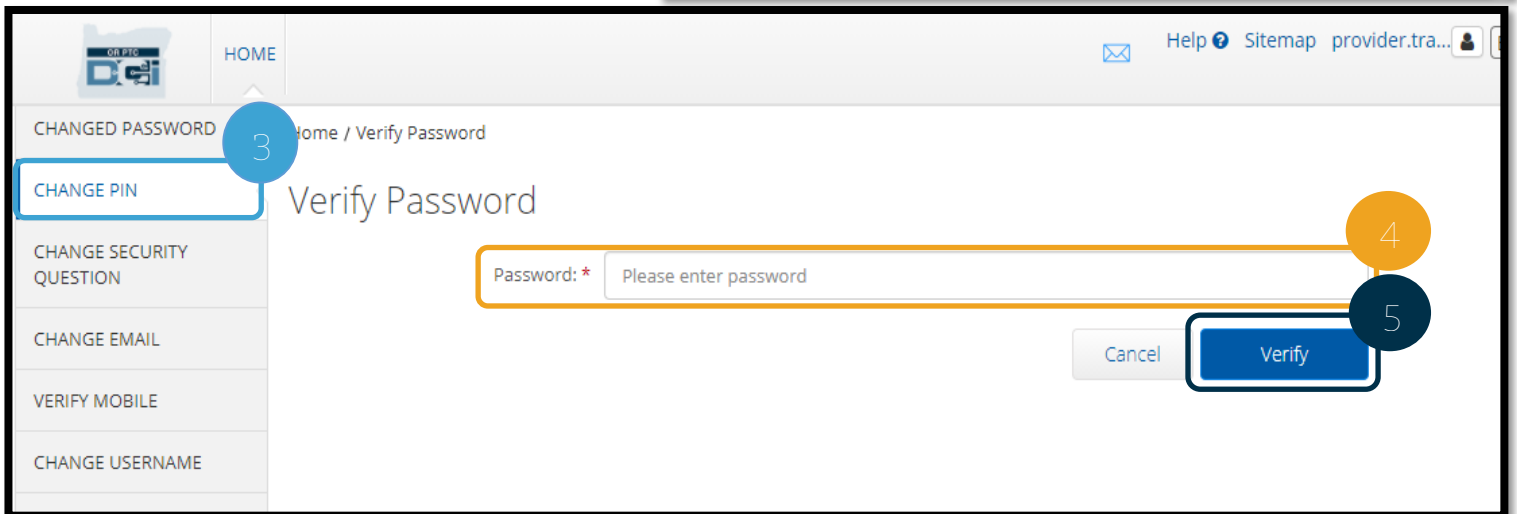 OR PTC
DCi
HOME
Help ? Sitemap provider.tra...
CHANGED PASSWORD
3
Home / Verify Password
CHANGE PIN
Verify Password
4
CHANGE SECURITY
QUESTION
Password: * Please enter password
5
CHANGE EMAIL
Cancel Verify
VERIFY MOBILE
CHANGE USERNAME